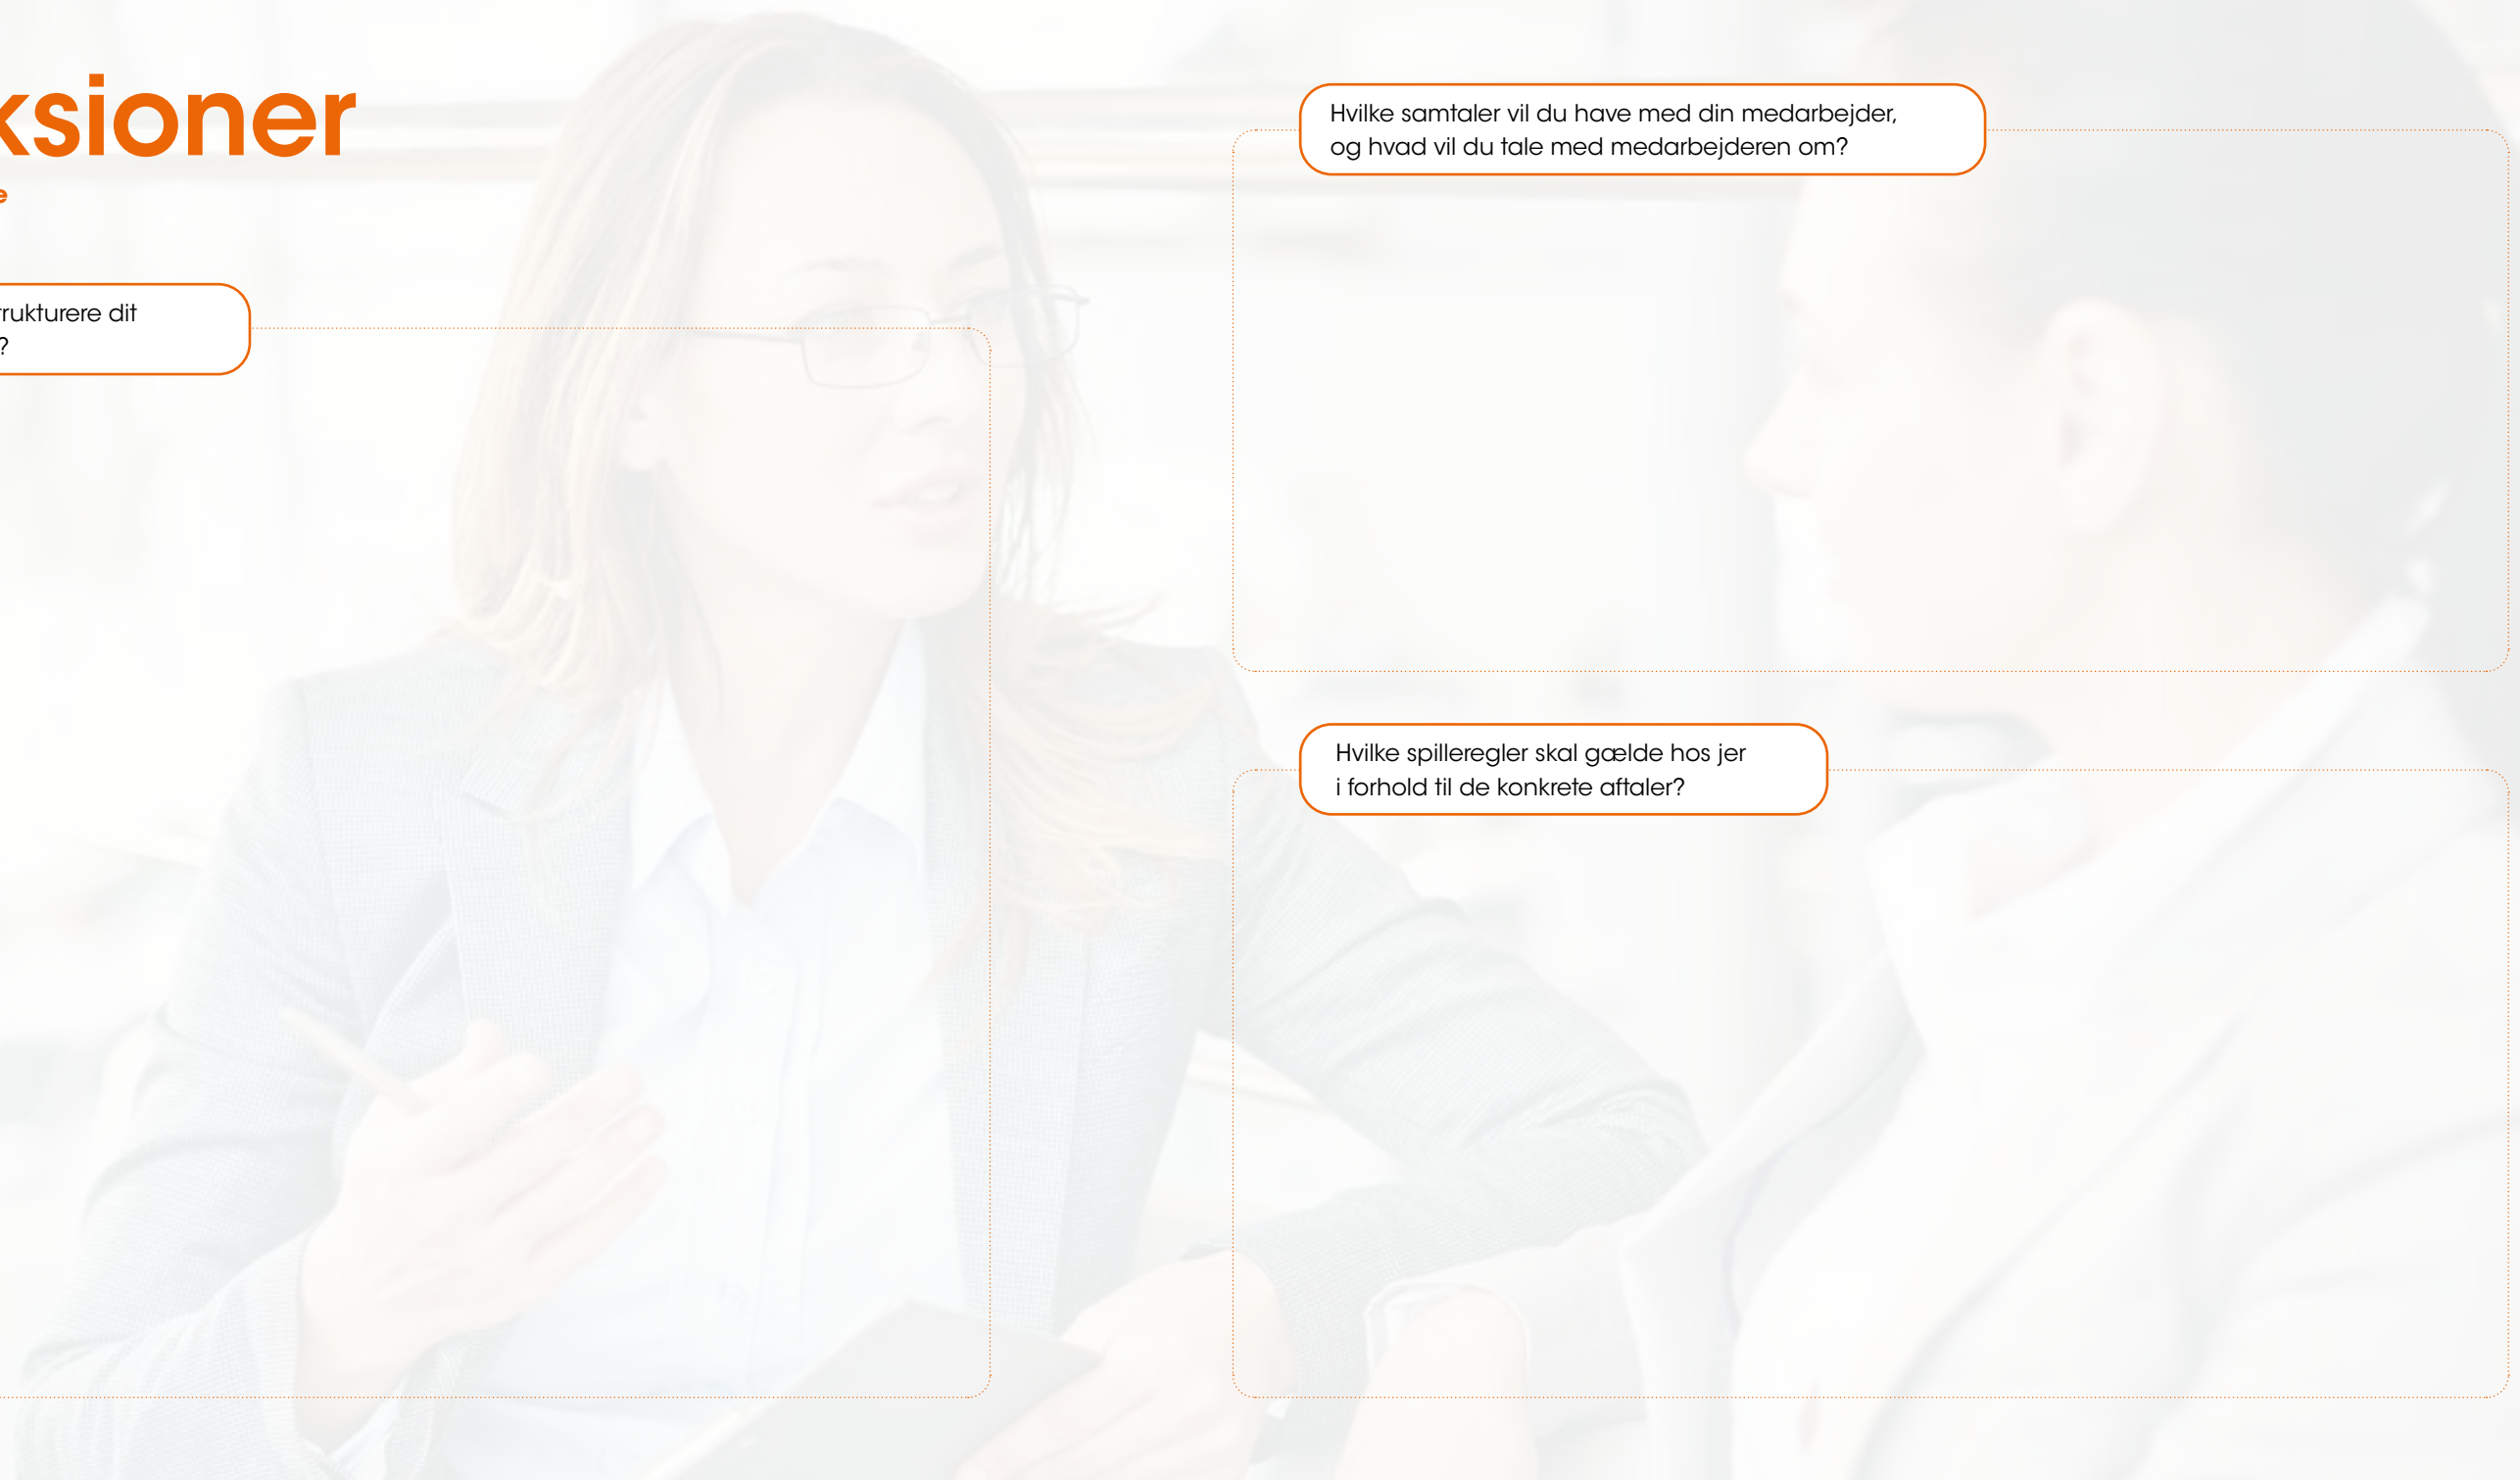 ksioner
e
trukturere dit
?
Hvilke samtaler vil du have med din medarbejder,
og hvad vil du tale med medarbejderen om?
Hvilke spilleregler skal gælde hos jer
i forhold til de konkrete aftaler?